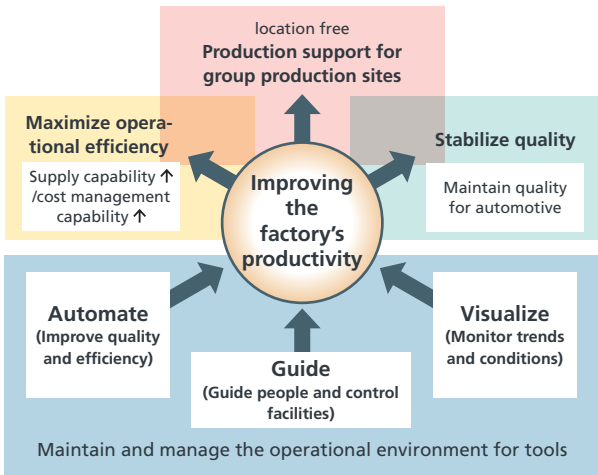 location free
Production support for
group production sites
Maximize opera-
tional efficiency
Supply capability ↑
/cost management
capability ↑
Stabilize quality
Maintain quality
for automotive
Improving
the
factory’s
productivity
Automate
(Improve quality
and efficiency)
Guide
(Guide people and control
facilities)
Visualize
(Monitor trends
and conditions)
Maintain and manage the operational environment for tools